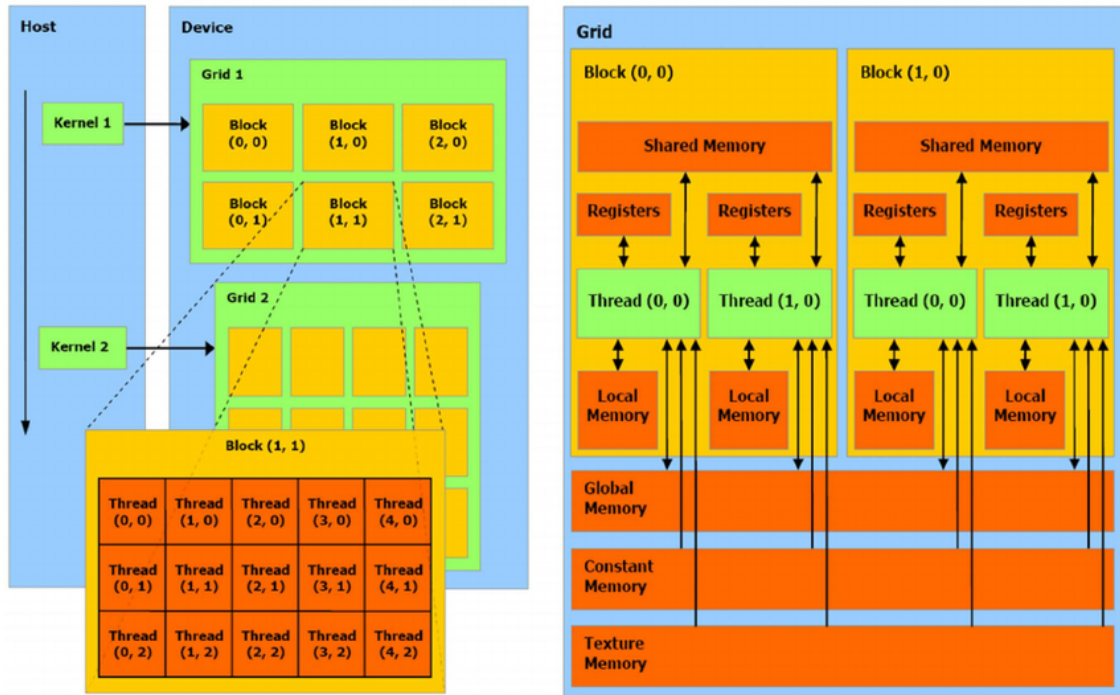 Host
Device
Grid 1
Kernel 1
Block
(0, 0)
Block
(1, 0)
Block
(2, 0)
Block
(0, 1)
Block
(1, 1)
Block
(2, 1)
Grid 2
Kernel 2
Block (1, 1)
Thread
(0, 0)
Thread
(1, 0)
Thread
(2, 0)
Thread
(3, 0)
Thread
(4, 0)
Thread
(0, 1)
Thread
(1, 1)
Thread
(2, 1)
Thread
(3, 1)
Thread
(4, 1)
Thread
(0, 2)
Thread
(1, 2)
Thread
(2, 2)
Thread
(3, 2)
Thread
(4, 2)
Grid
Block (0, 0)
Shared Memory
Registers
Registers
Thread (0, 0)
Thread (1, 0)
Local
Memory
Local
Memory
Block (1, 0)
Shared Memory
Registers
Registers
Thread (0, 0)
Thread (1, 0)
Local
Memory
Local
Memory
Global
Memory
Constant
Memory
Texture
Memory